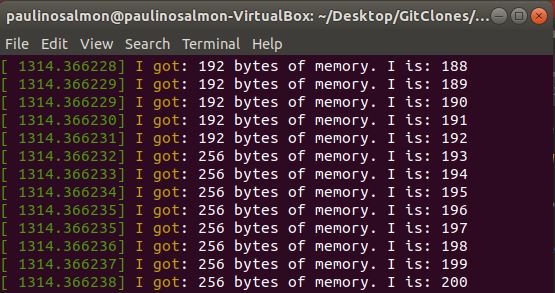 paulinosalmon@paulinosalmon-VirtualBox: ~/Desktop/GitClones/...
File Edit View Search Terminal Help
[ 1314.366228] I got: 192 bytes of memory. I is: 188
[ 1314.366229] I got: 192 bytes of memory. I is: 189
[ 1314.366229] I got: 192 bytes of memory. I is: 190
[ 1314.366230] I got: 192 bytes of memory. I is: 191
[ 1314.366231] I got: 192 bytes of memory. I is: 192
[ 1314.366232] I got: 256 bytes of memory. I is: 193
[ 1314.366233] I got: 256 bytes of memory. I is: 194
[ 1314.366234] I got: 256 bytes of memory. I is: 195
[ 1314.366235] I got: 256 bytes of memory. I is: 196
[ 1314.366235] I got: 256 bytes of memory. I is: 197
[ 1314.366236] I got: 256 bytes of memory. I is: 198
[ 1314.366237] I got: 256 bytes of memory. I is: 199
[ 1314.366238] I got: 256 bytes of memory. I is: 200